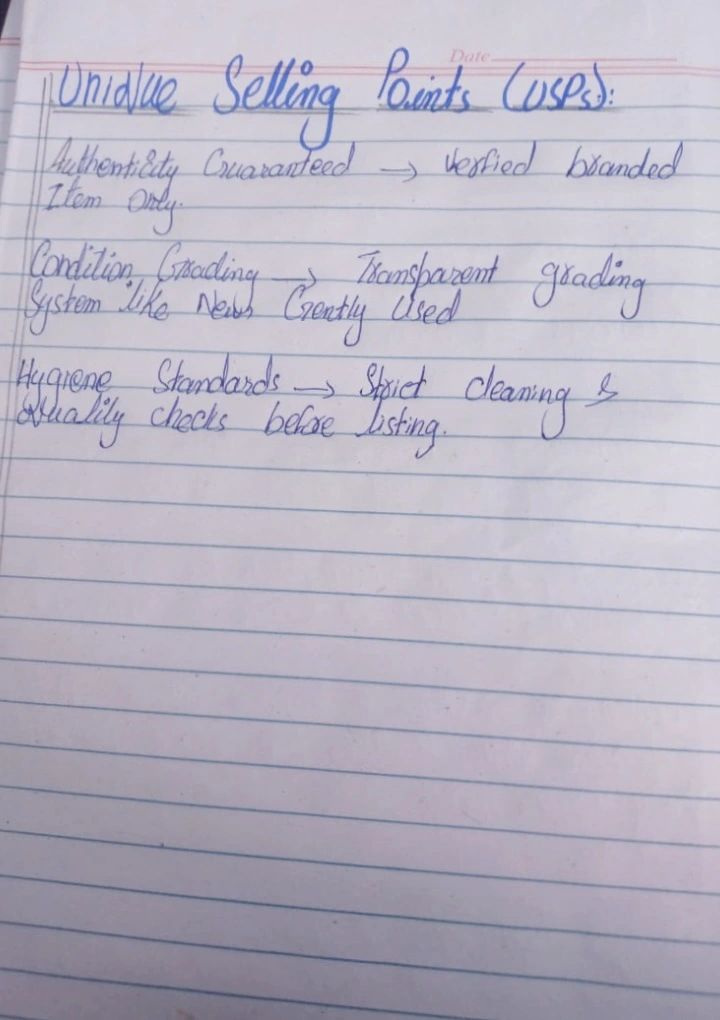 Date
Unique Selling Points (USPs):
Authenticity Guaranteed → Verfied branded
Item Only.
Condition Grading → Transparent grading
System like New, Gently Used
Hygiene Standards → Strict cleaning &
Quality checks before listing.